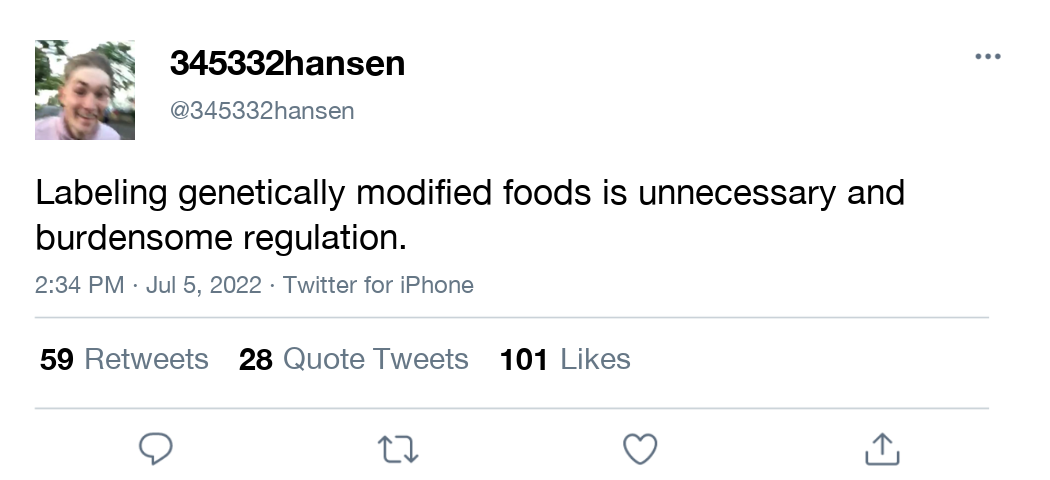 345332hansen
@345332hansen
Labeling genetically modified foods is unnecessary and
burdensome regulation.
2:34 PM · Jul 5, 2022 · Twitter for iPhone
59 Retweets 28 Quote Tweets 101 Likes